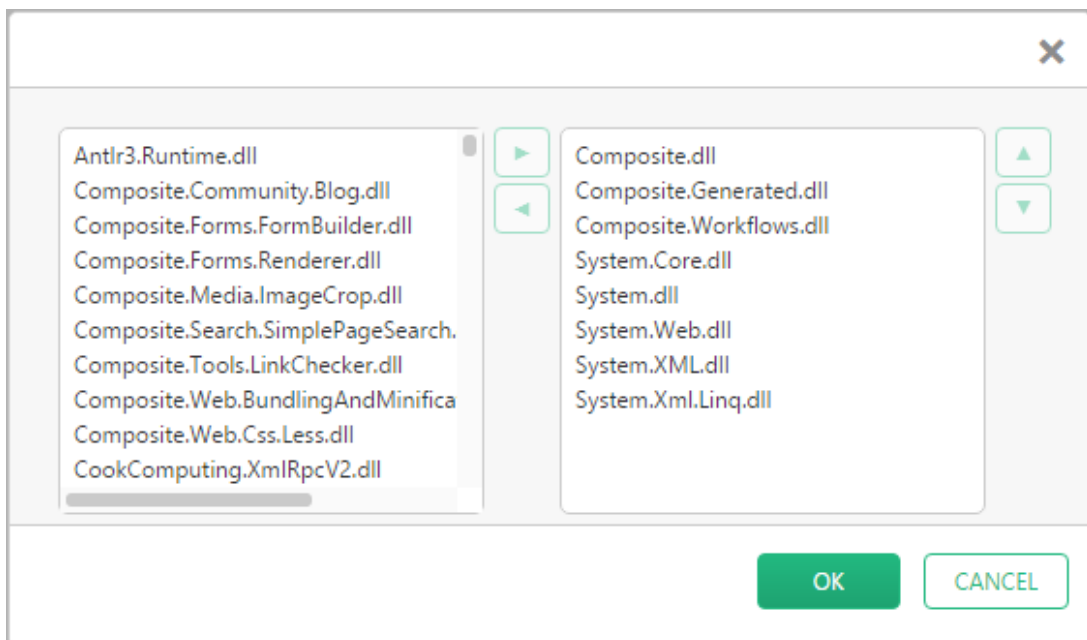 Antlr3.Runtime.dll
Composite.Community.Blog.dll
Composite.Forms.FormBuilder.dll
Composite.Forms.Renderer.dll
Composite.Media.ImageCrop.dll
Composite.Search.SimplePageSearch.
Composite.Tools.LinkChecker.dll
Composite.Web.BundlingAndMinifica
Composite.Web.Css.Less.dll
CookComputing.XmlRpcV2.dll
Composite.dll
Composite.Generated.dll
Composite.Workflows.dll
System.Core.dll
System.dll
System.Web.dll
System.XML.dll
System.Xml.Linq.dll
OK
CANCEL